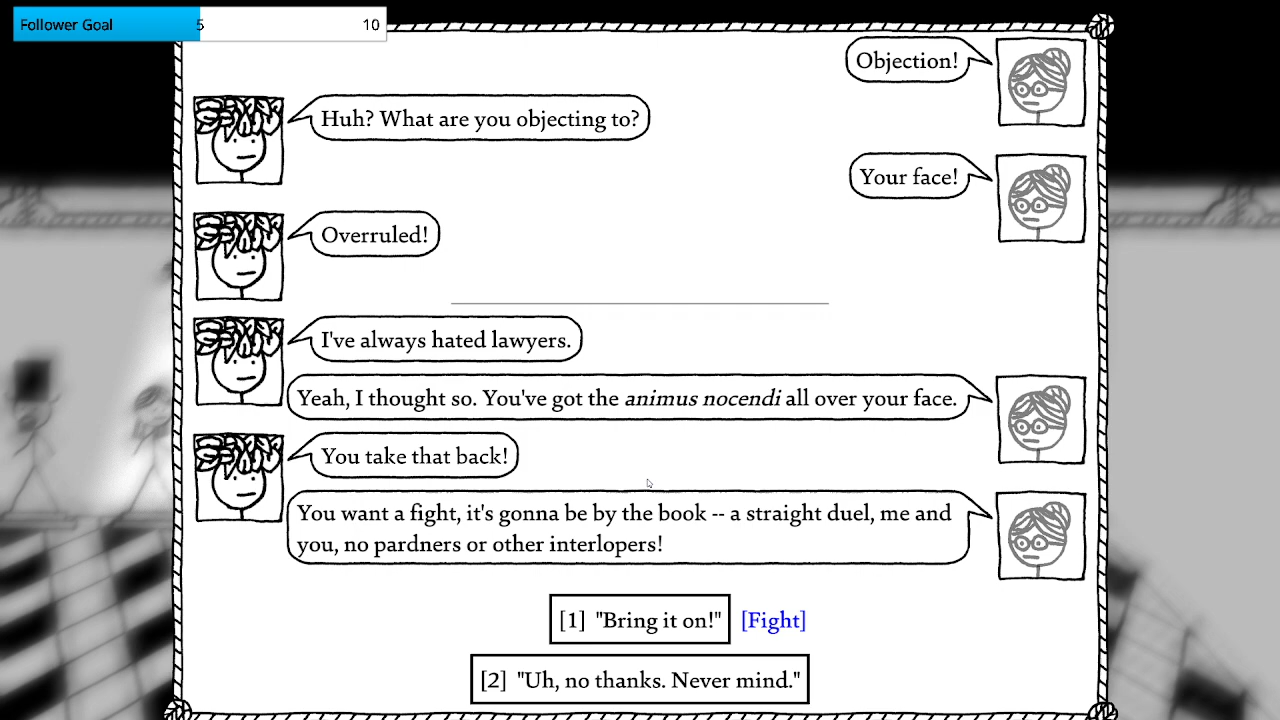 Follower Goal 5 10
Objection!
Huh? What are you objecting to?
Your face!
Overruled!
I've always hated lawyers.
Yeah, I thought so. You've got the animus nocendi all over your face.
You take that back!
You want a fight, it's gonna be by the book -- a straight duel, me and
you, no pardners or other interlopers!
[1] "Bring it on!" [Fight]
[2] "Uh, no thanks. Never mind."